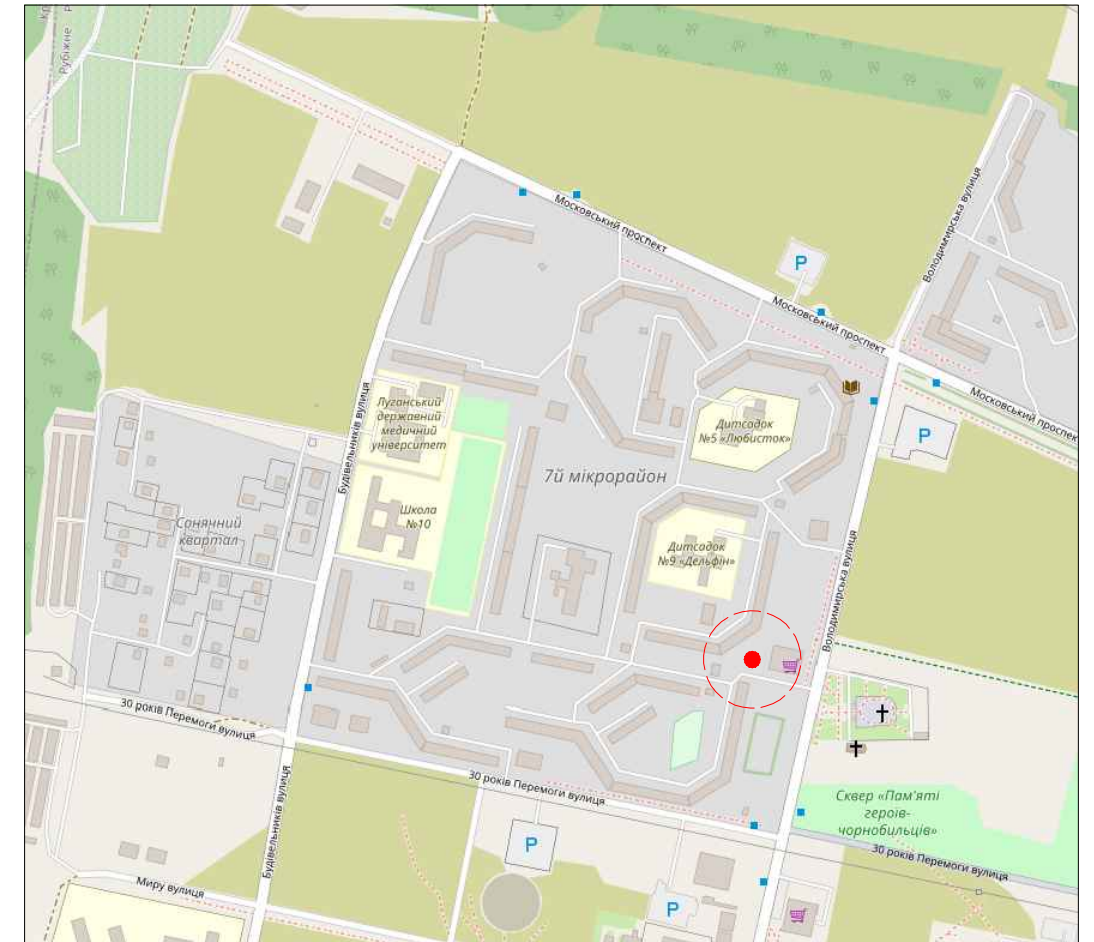 Рубіжне
Московський проспект
Володимирська вулиця
P
Московський проспект
Московський проспек
P
Луганський
державний
медичний
університет
Дитсадок
№5 «Любисток»
Будівельників вулиця
7й мікрорайон
Школа
№10
Сонячний
квартал
Дитсадок
№9 «Дельфін»
Володимирська вулиця
30 років Перемоги вулиця
30 років Перемоги вулиця
Сквер «Пам'яті
героїв-
чорнобильців»
Будівельників вулиця
P
30 років Перемоги вулиця
Миру вулиця
P